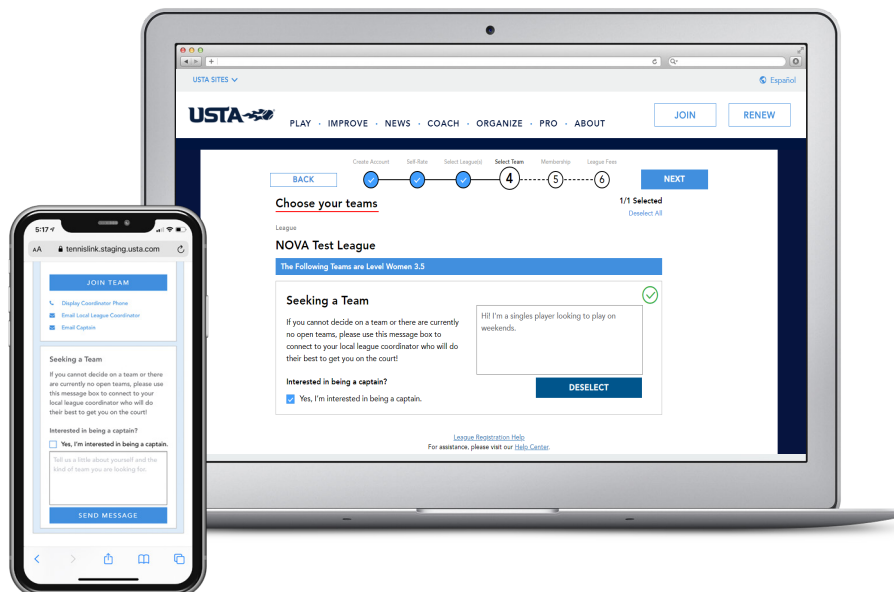 USTA SITES
Español
USTA
PLAY · IMPROVE · NEWS · COACH · ORGANIZE · PRO · ABOUT
JOIN
RENEW
Create Account
Self-Rate
Select League(s)
Select Team
Membership
League Fees
BACK
4
5
6
NEXT
Choose your teams
1/1 Selected
Deselect All
League
NOVA Test League
The Following Teams are Level Women 3.5
Seeking a Team
If you cannot decide on a team or there are currently
no open teams, please use this message box to
connect to your local league coordinator who will do
their best to get you on the court!
Hi! I'm a singles player looking to play on
weekends.
Interested in being a captain?
Yes, I'm interested in being a captain.
DESELECT
League Registration Help
For assistance, please visit our Help Center.
5:17
AA
tennislink.staging.usta.com
JOIN TEAM
Display Coordinator Phone
Email Local League Coordinator
Email Captain
Seeking a Team
If you cannot decide on a team or there
are currently no open teams, please use
this message box to connect to your
local league coordinator who will do
their best to get you on the court!
Interested in being a captain?
Yes, I'm interested in being a captain.
Tell us a little about yourself and the
kind of team you are looking for.
SEND MESSAGE